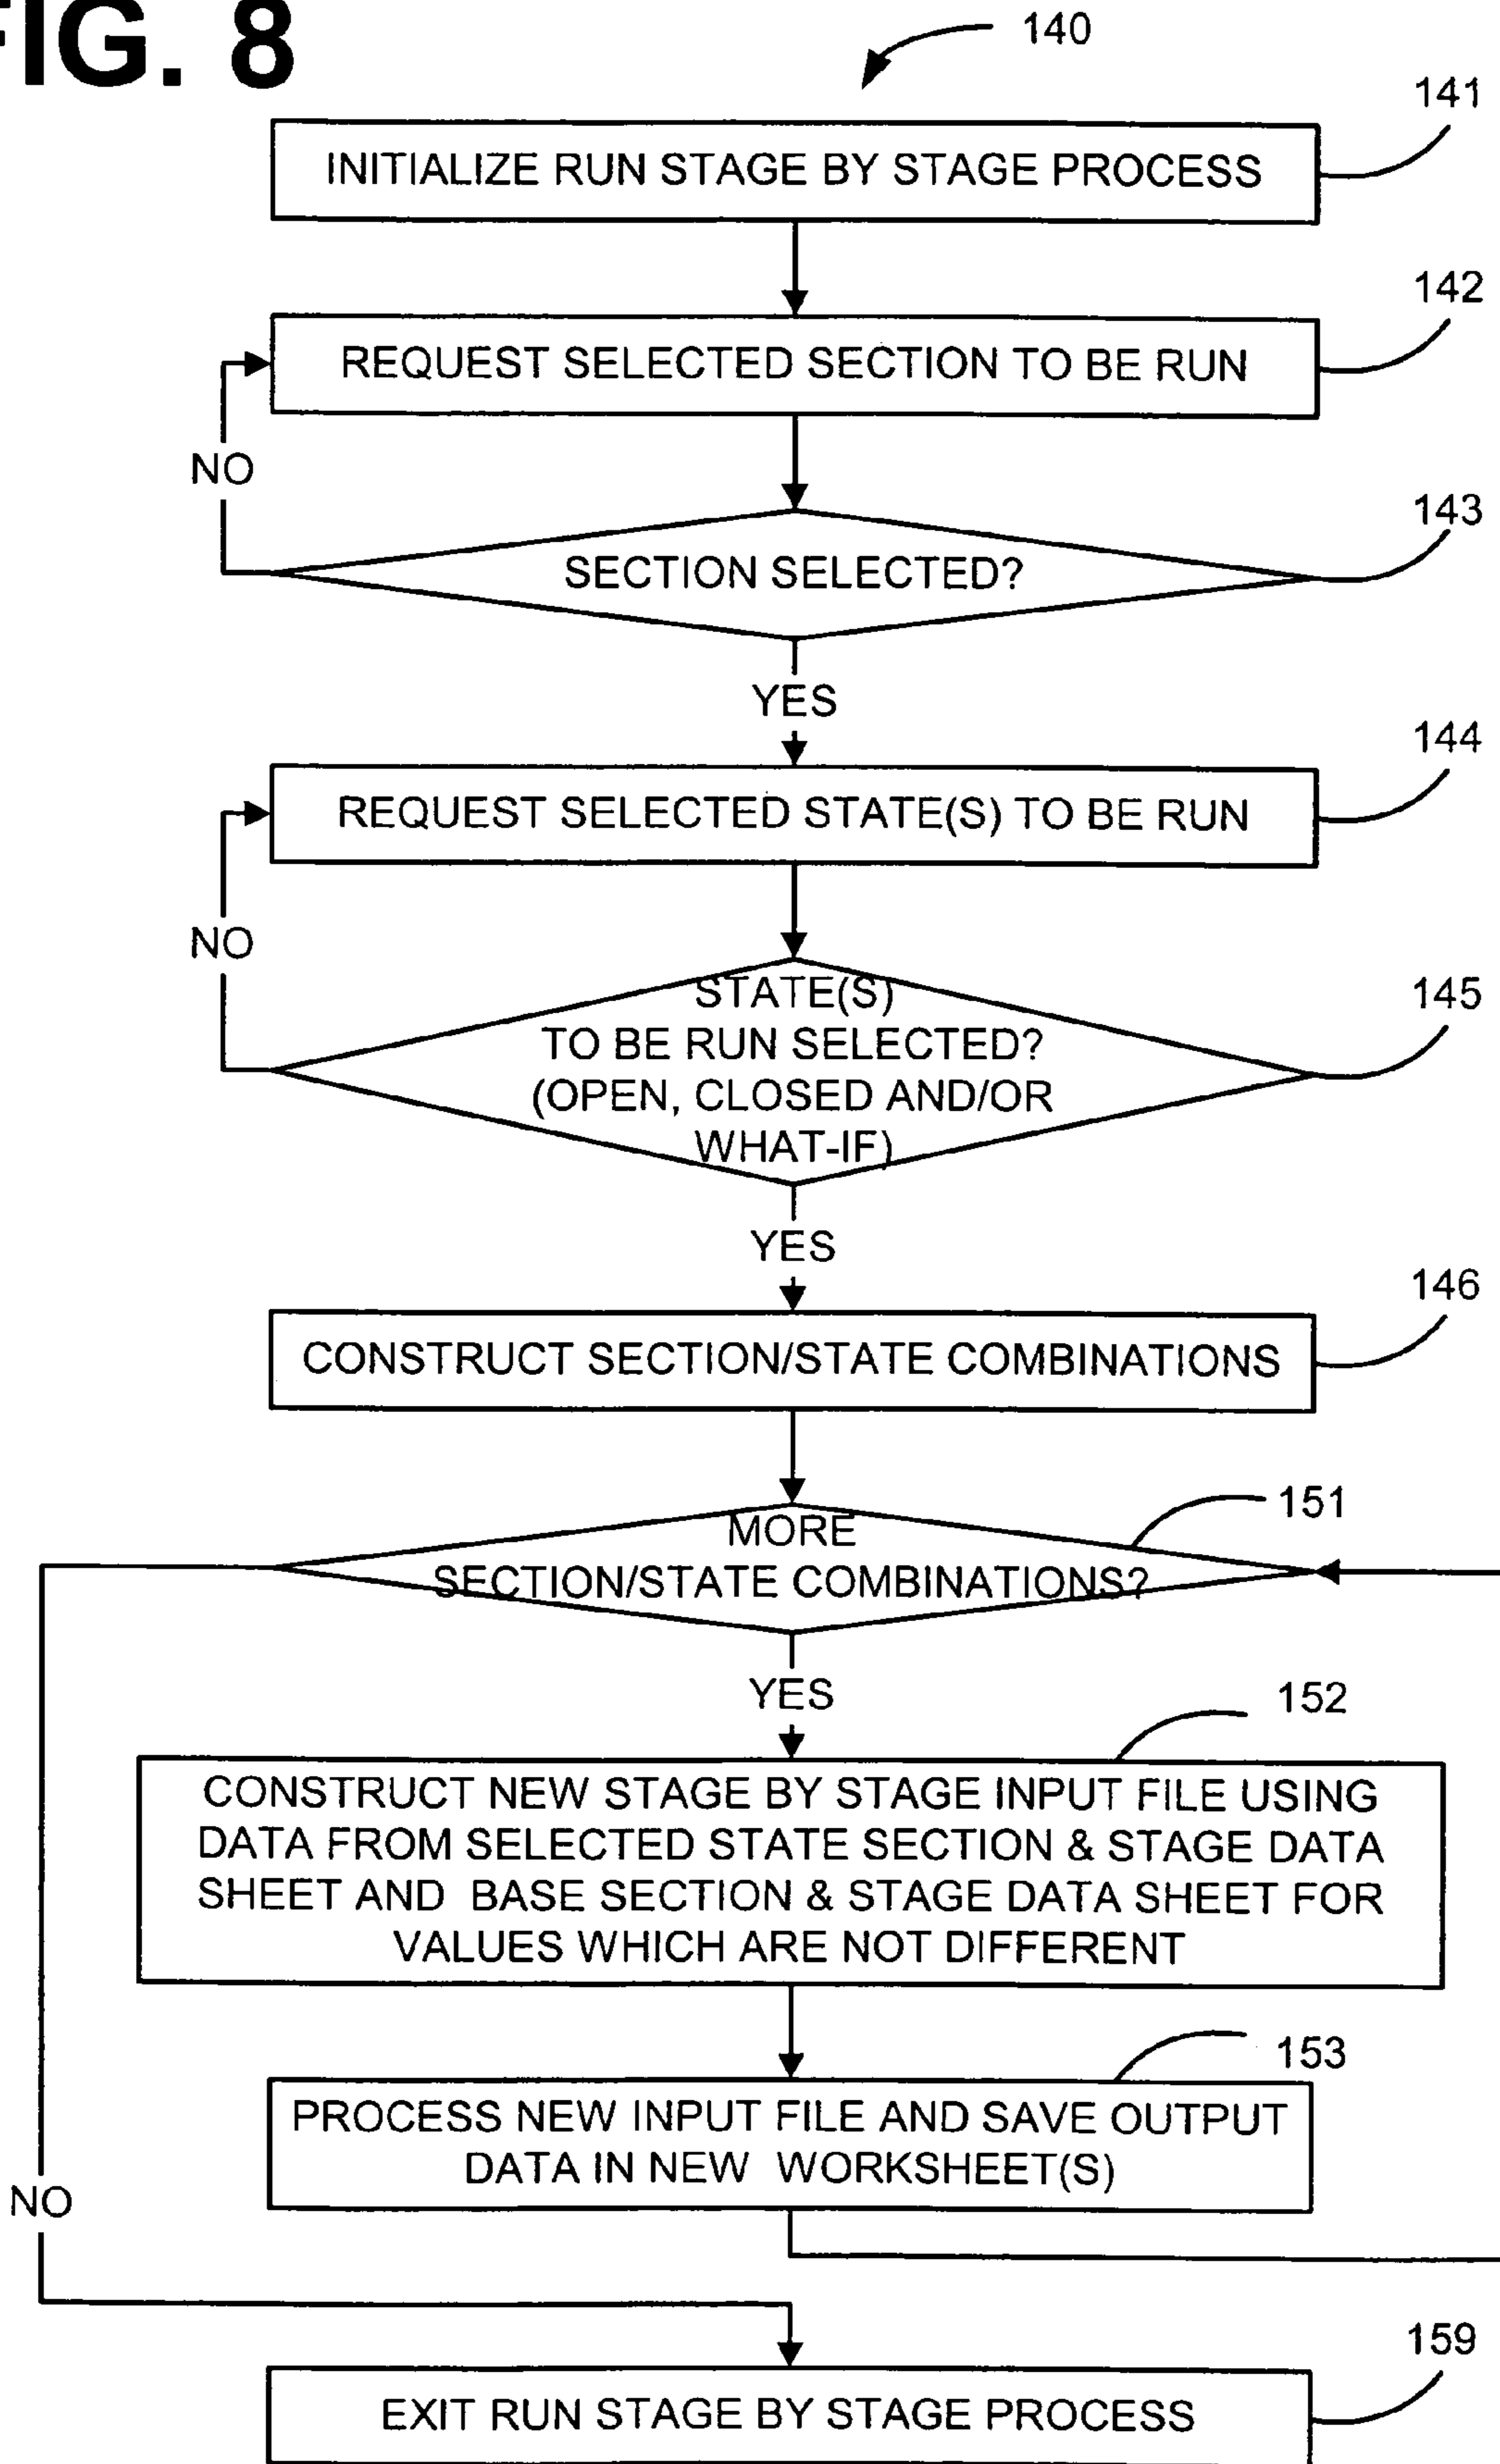 FIG. 8
140
141
INITIALIZE RUN STAGE BY STAGE PROCESS
142
REQUEST SELECTED SECTION TO BE RUN
NO
143
SECTION SELECTED?
YES
144
REQUEST SELECTED STATE(S) TO BE RUN
NO
145
STATE(S)
TO BE RUN SELECTED?
(OPEN, CLOSED AND/OR
WHAT-IF)
YES
146
CONSTRUCT SECTION/STATE COMBINATIONS
151
MORE
SECTION/STATE COMBINATIONS?
YES
152
CONSTRUCT NEW STAGE BY STAGE INPUT FILE USING
DATA FROM SELECTED STATE SECTION & STAGE DATA
SHEET AND BASE SECTION & STAGE DATA SHEET FOR
VALUES WHICH ARE NOT DIFFERENT
153
PROCESS NEW INPUT FILE AND SAVE OUTPUT
DATA IN NEW WORKSHEET(S)
NO
159
EXIT RUN STAGE BY STAGE PROCESS